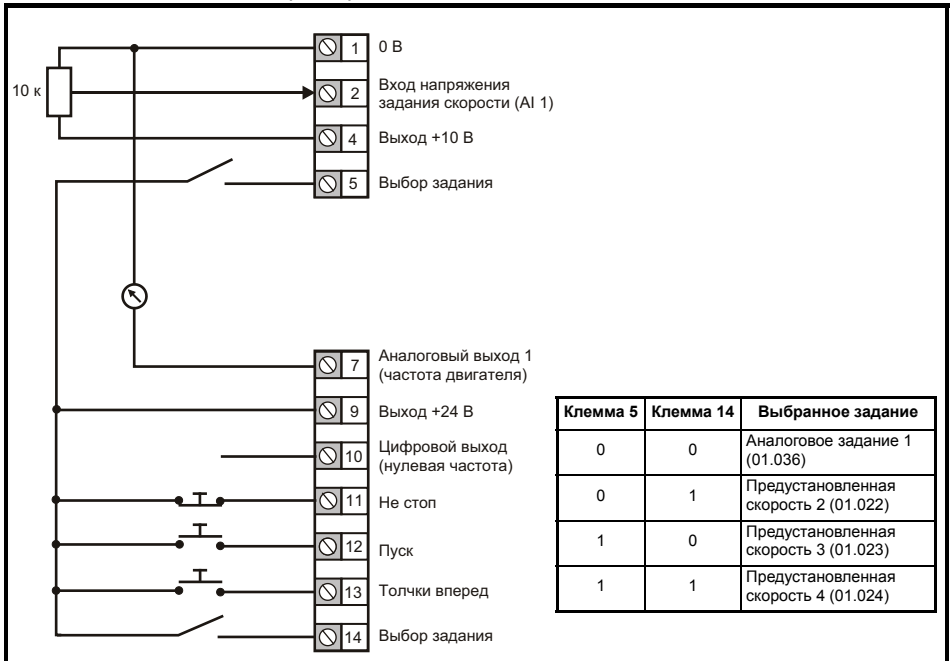 10 к
1 0 В
2 Вход напряжения
задания скорости (AI 1)
4 Выход +10 В
5 Выбор задания
7 Аналоговый выход 1
(частота двигателя)
9 Выход +24 В
10 Цифровой выход
(нулевая частота)
11 Не стоп
12 Пуск
13 Толчки вперед
14 Выбор задания
Клемма 5 Клемма 14 Выбранное задание
0 0 Аналоговое задание 1
(01.036)
0 1 Предустановленная
скорость 2 (01.022)
1 0 Предустановленная
скорость 3 (01.023)
1 1 Предустановленная
скорость 4 (01.024)